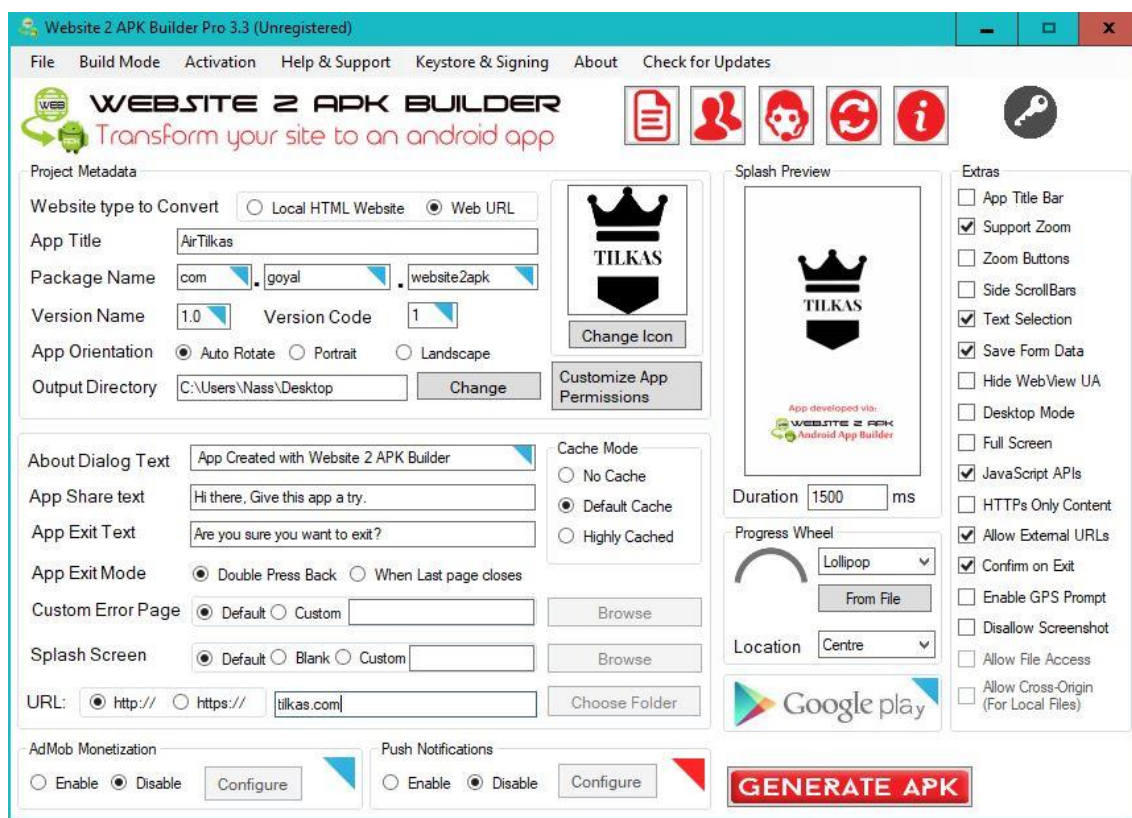 Website 2 APK Builder Pro 3.3 (Unregistered)
File Build Mode Activation Help & Support Keystore & Signing About Check for Updates
WEB
APK
WEBSITE 2 APK BUILDER
Transform your site to an android app
Project Metadata
Website type to Convert Local HTML Website Web URL
App Title AirTilkas
Package Name com . goyal . website2apk
Version Name 1.0 Version Code 1
App Orientation Auto Rotate Portrait Landscape
Output Directory C:\Users\Nass\Desktop Change
TILKAS
Change Icon
Customize App
Permissions
About Dialog Text App Created with Website 2 APK Builder
App Share text Hi there, Give this app a try.
App Exit Text Are you sure you want to exit?
App Exit Mode Double Press Back When Last page closes
Custom Error Page Default Custom Browse
Splash Screen Default Blank Custom Browse
URL: http:// https:// tilkas.com Choose Folder
Cache Mode
No Cache
Default Cache
Highly Cached
AdMob Monetization
Enable Disable Configure
Push Notifications
Enable Disable Configure
Splash Preview
TILKAS
App developed via:
WEBSITE 2 APK
Android App Builder
Duration 1500 ms
Progress Wheel
Lollipop
From File
Location Centre
Google play
GENERATE APK
Extras
App Title Bar
Support Zoom
Zoom Buttons
Side ScrollBars
Text Selection
Save Form Data
Hide WebView UA
Desktop Mode
Full Screen
JavaScript APIs
HTTPs Only Content
Allow External URLs
Confirm on Exit
Enable GPS Prompt
Disallow Screenshot
Allow File Access
Allow Cross-Origin
(For Local Files)